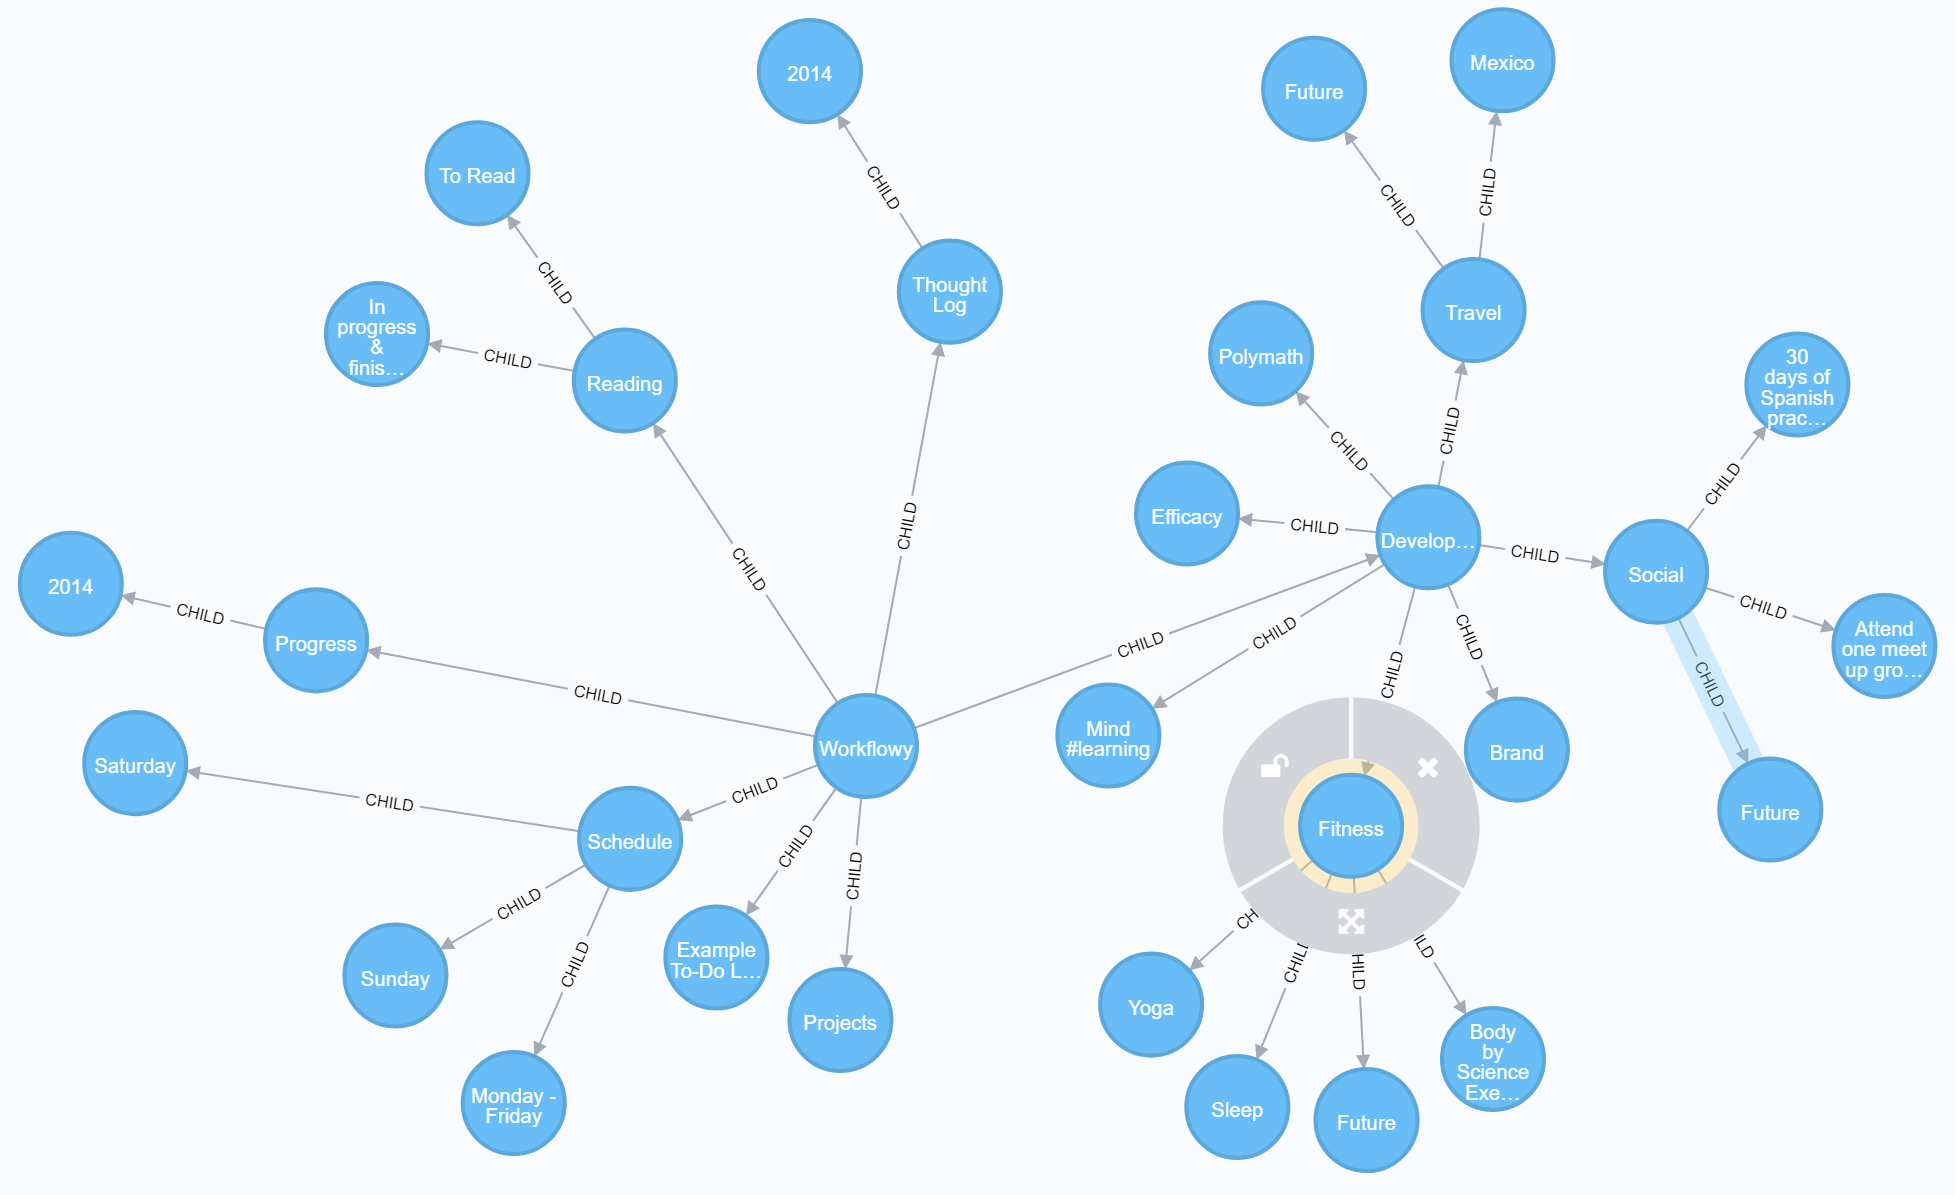 2014
CHILD
Thought
Log
CHILD
To Read
CHILD
In
progress
&
finis...
CHILD
Reading
CHILD
2014
CHILD
Progress
CHILD
Workflowy
Saturday
CHILD
Schedule
CHILD
Sunday
CHILD
Monday -
Friday
CHILD
Example
To-Do L...
CHILD
Projects
CHILD
CHILD
Develop...
Future
CHILD
Mexico
CHILD
Travel
CHILD
Polymath
CHILD
Efficacy
CHILD
Mind
#learning
CHILD
CHILD
Brand
CHILD
CHILD
Social
30
days of
Spanish
prac...
CHILD
Attend
one meet
up gro...
CHILD
Future
CHILD
Fitness
Yoga
CH
Sleep
CHILD
Future
HILD
Body
by
Science
Exe...
ILD